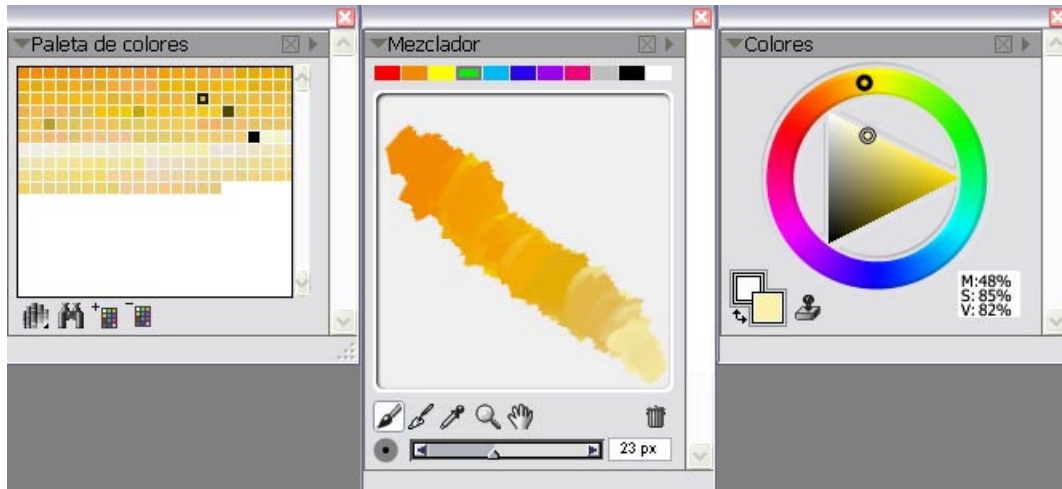 Paleta de colores
Mezclador
23 px
Colores
M:48%
S: 85%
V: 82%